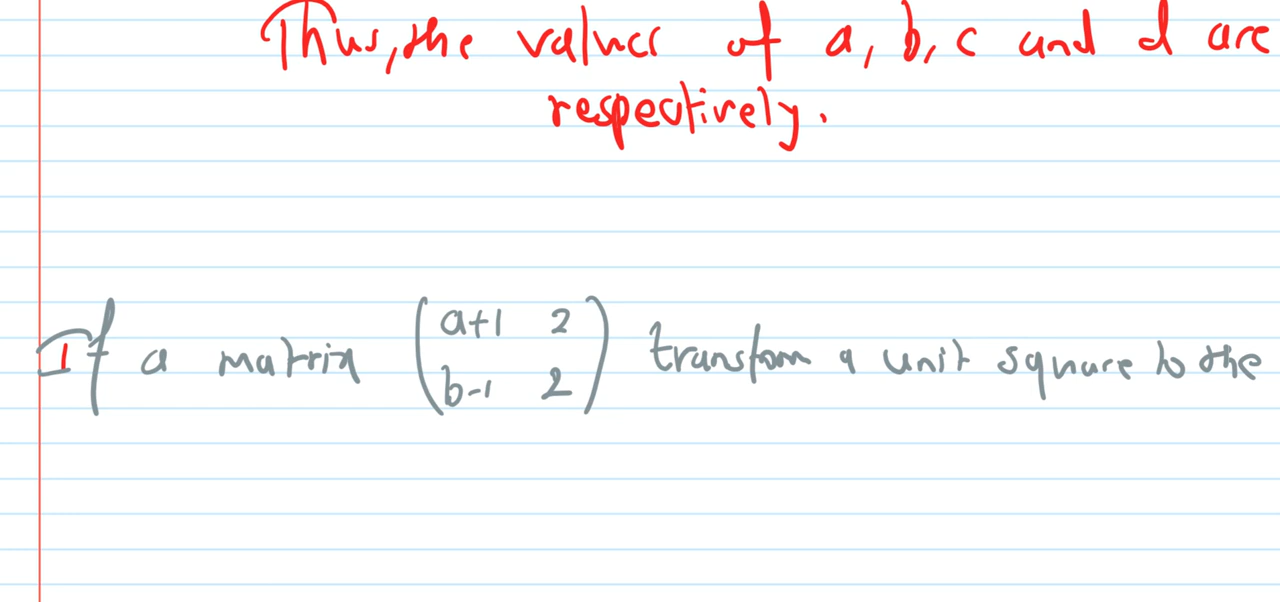 Thus, the values of a, b, c and d are
respectively.
If a matrix (a+1 2
b-1 2) transform a unit square to the